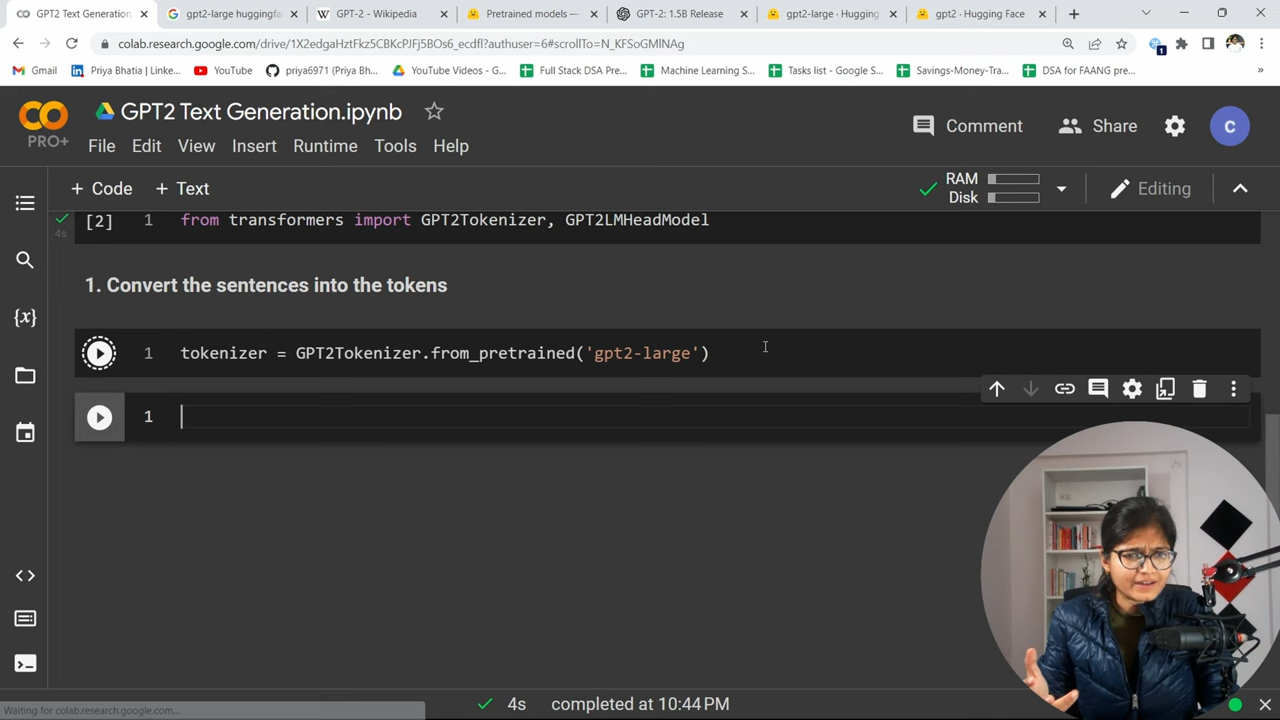 GPT2 Text Generation
gpt2-large huggingfa
GPT-2 - Wikipedia
Pretrained models —
GPT-2: 1.5B Release
gpt2-large · Hugging
gpt2 · Hugging Face
colab.research.google.com/drive/1X2edgaHztFkz5CBKcPJFj5BOs6_ecdfl?authuser=6#scrollTo=N_KFSoGMlNAg
Gmail
Priya Bhatia | Linke...
YouTube
priya6971 (Priya Bh...
YouTube Videos - G...
Full Stack DSA Pre...
Machine Learning S...
Tasks list - Google S...
Savings-Money-Tra...
DSA for FAANG pre...
»
CO
PRO+
GPT2 Text Generation.ipynb
Comment
Share
C
File Edit View Insert Runtime Tools Help
+ Code + Text
RAM
Disk
Editing
[2] 1 from transformers import GPT2Tokenizer, GPT2LMHeadModel
4s
1. Convert the sentences into the tokens
1 tokenizer = GPT2Tokenizer.from_pretrained('gpt2-large')
1
{x}
4s completed at 10:44 PM
Waiting for colab.research.google.com...